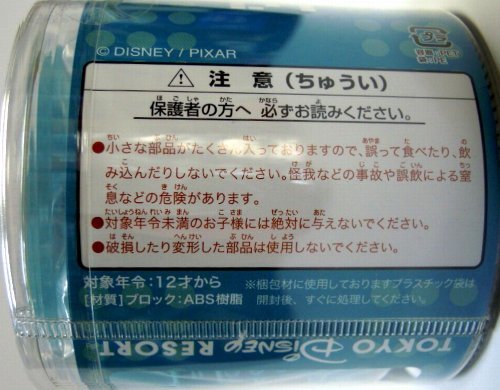 © DISNEY / PIXAR
容器:PET
袋:PE
⚠ 注 意 (ちゅうい)
保護者の方へ 必ずお読みください。
●小さな部品がたくさん入っておりますので、誤って食べたり、飲
み込んだりしないでください。怪我などの事故や誤飲による窒
息などの危険があります。
●対象年令未満のお子様には絶対に与えないでください。
●破損したり変形した部品は使用しないでください。
対象年令:12才から
[材質]ブロック:ABS樹脂
※梱包材に使用しておりますプラスチック袋は
開封後、すぐに処理してください。
TOKYO DISNEY RESORT